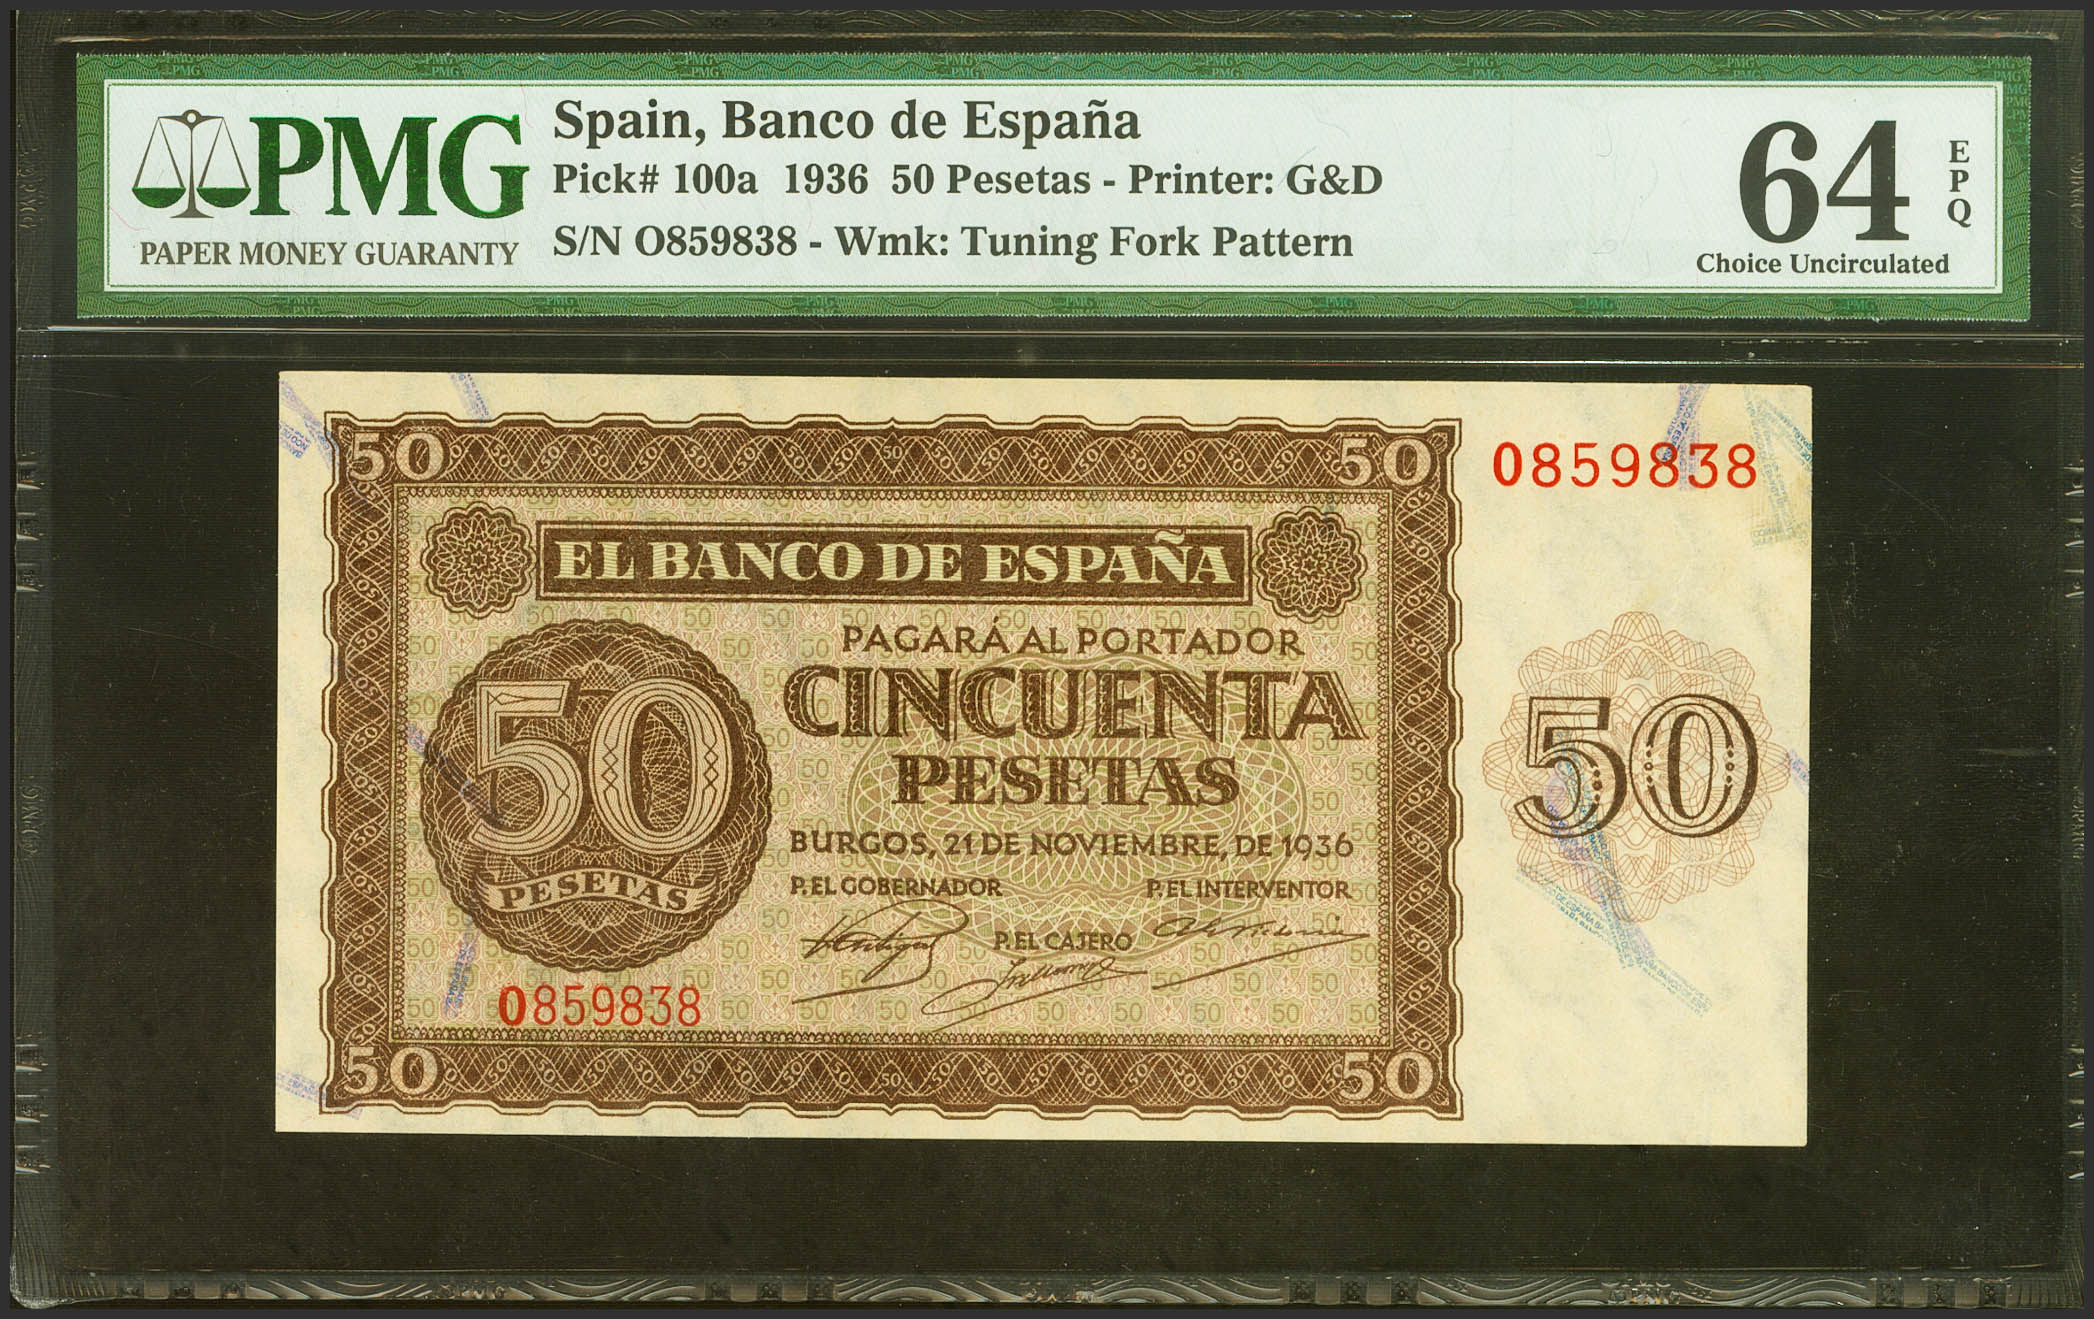 PMG
PAPER MONEY GUARANTY
Spain, Banco de España
Pick# 100a 1936 50 Pesetas - Printer: G&D
S/N O859838 - Wmk: Tuning Fork Pattern
64
EPQ
Choice Uncirculated
50
50
O859838
EL BANCO DE ESPAÑA
PAGARÁ AL PORTADOR
CINCUENTA
PESETAS
50
PESETAS
50
BURGOS, 21 DE NOVIEMBRE, DE 1936
P. EL GOBERNADOR
P. EL INTERVENTOR
P. EL CAJERO
O859838
50
50